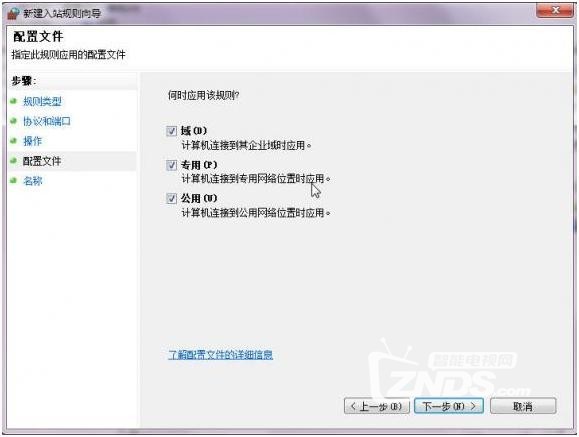 新建入站规则向导
配置文件
指定此规则应用的配置文件
步骤:
规则类型
协议和端口
操作
配置文件
名称
何时应用该规则?
域(D)
计算机连接到其企业域时应用。
专用(P)
计算机连接到专用网络位置时应用。
公用(U)
计算机连接到公用网络位置时应用。
了解配置文件的详细信息
智能电视网
ZNDS.com
< 上一步(B)
下一步(N) >
取消